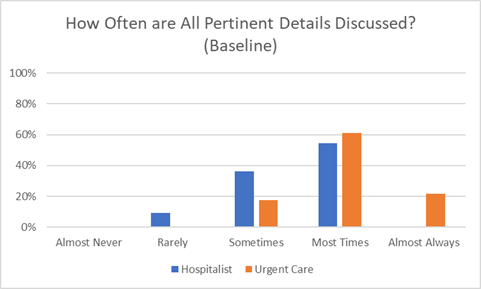 How Often are All Pertinent Details Discussed?
(Baseline)
100%
80%
60%
40%
20%
0%
Almost Never Rarely Sometimes Most Times Almost Always
Hospitalist Urgent Care